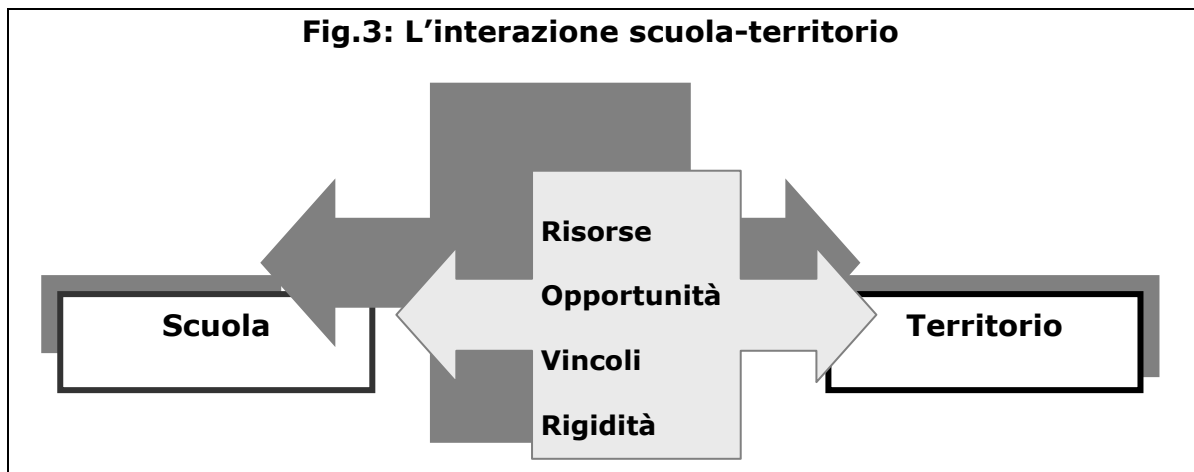 Fig.3: L’interazione scuola-territorio
Risorse
Opportunità
Scuola
Territorio
Vincoli
Rigidità